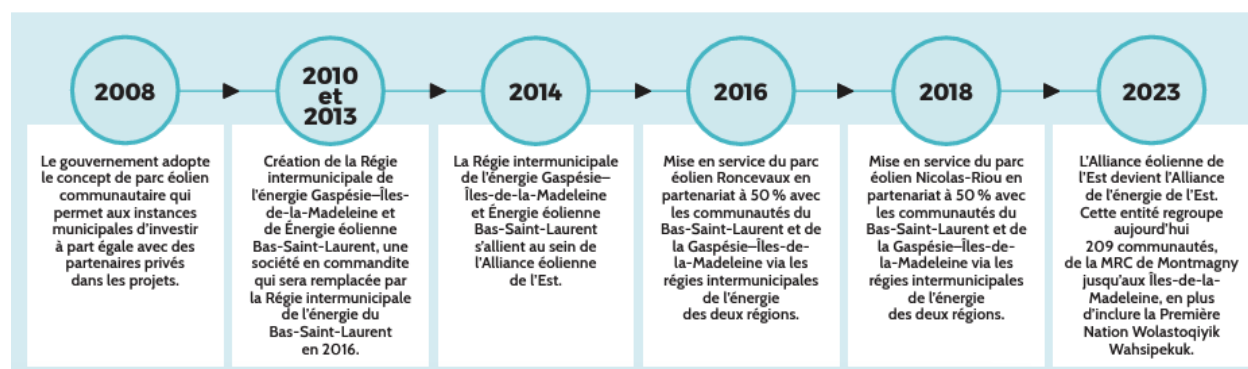 2008
Le gouvernement adopte
le concept de parc éolien
communautaire qui
permet aux instances
municipales d'investir
à part égale avec des
partenaires privés
dans les projets.
2010
et
2013
Création de la Régie
intermunicipale de
l'énergie Gaspésie–Îles-
de-la-Madeleine et
de Énergie éolienne
Bas-Saint-Laurent, une
société en commandite
qui sera remplacée par
la Régie intermunicipale
de l'énergie du
Bas-Saint-Laurent
en 2016.
2014
La Régie intermunicipale
de l'énergie Gaspésie–
Îles-de-la-Madeleine
et Énergie éolienne
Bas-Saint-Laurent
s'allient au sein de
l'Alliance éolienne
de l'Est.
2016
Mise en service du parc
éolien Roncevaux en
partenariat à 50 % avec
les communautés du
Bas-Saint-Laurent et de
la Gaspésie–Îles-de-
la-Madeleine via les
régies intermunicipales
de l'énergie
des deux régions.
2018
Mise en service du parc
éolien Nicolas-Riou en
partenariat à 50 % avec
les communautés du
Bas-Saint-Laurent et de
la Gaspésie–Îles-de-
la-Madeleine via les
régies intermunicipales
de l'énergie
des deux régions.
2023
L'Alliance éolienne de
l'Est devient l'Alliance
de l'énergie de l'Est.
Cette entité regroupe
aujourd'hui
209 communautés,
de la MRC de Montmagny
jusqu'aux Îles-de-la-
Madeleine, en plus
d'inclure la Première
Nation Wolastoqiyik
Wahsipekuk.